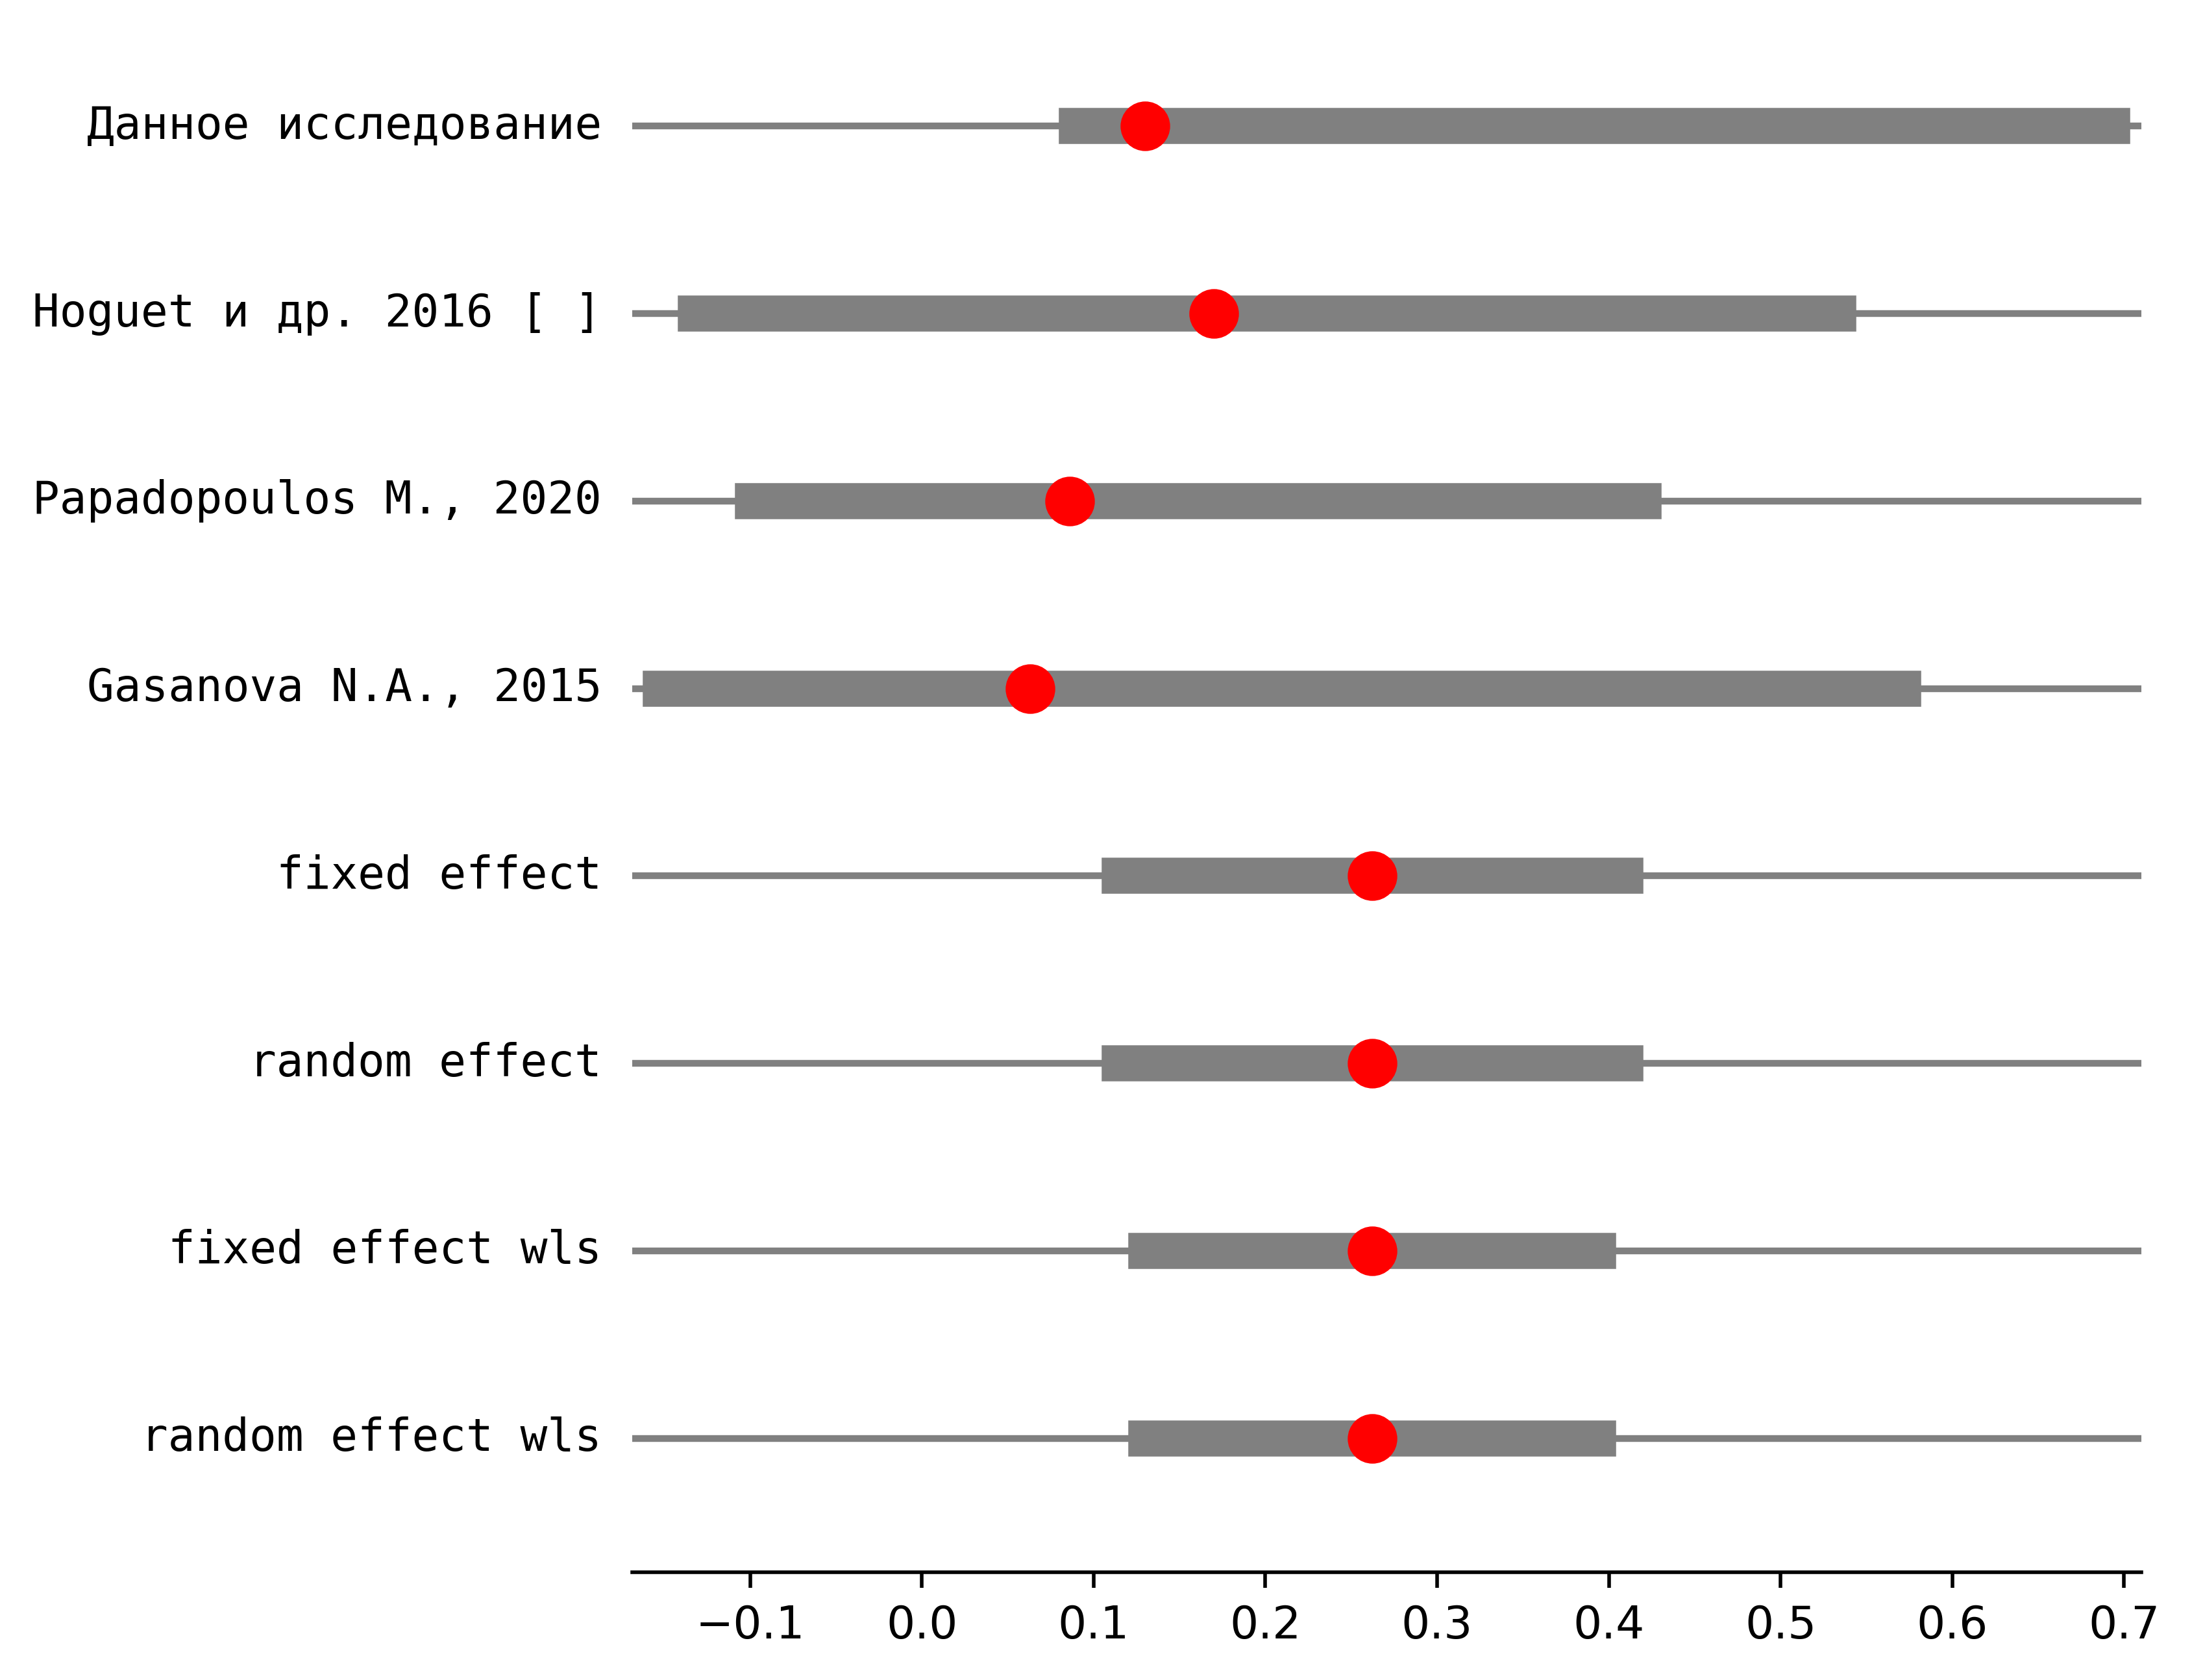 Данное исследование
Hoguet и др. 2016 [ ]
Papadopoulos M., 2020
Gasanova N.A., 2015
fixed effect
random effect
fixed effect wls
random effect wls
−0.1 0.0 0.1 0.2 0.3 0.4 0.5 0.6 0.7